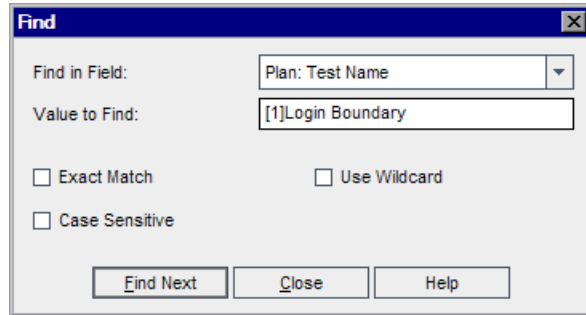 Find
Find in Field: Plan: Test Name
Value to Find: [1]Login Boundary
Exact Match Use Wildcard
Case Sensitive
Find Next Close Help